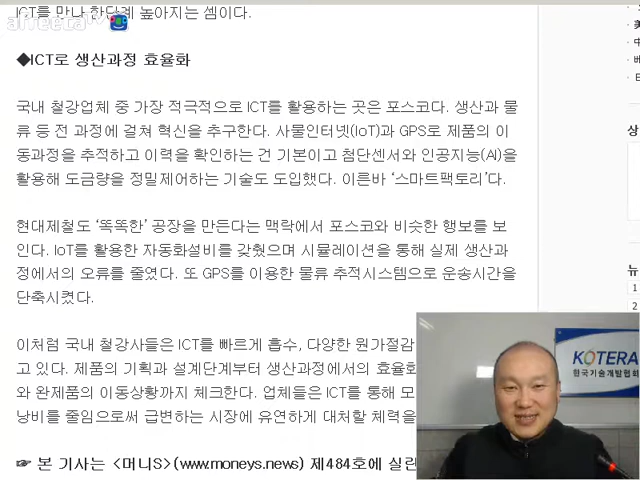 ICT를 만나 한단계 높아지는 셈이다.
afreeca TV
◆ICT로 생산과정 효율화
국내 철강업체 중 가장 적극적으로 ICT를 활용하는 곳은 포스코다. 생산과 물
류 등 전 과정에 걸쳐 혁신을 추구한다. 사물인터넷(IoT)과 GPS로 제품의 이
동과정을 추적하고 이력을 확인하는 건 기본이고 첨단센서와 인공지능(AI)을
활용해 도금량을 정밀제어하는 기술도 도입했다. 이른바 ‘스마트팩토리’다.
현대제철도 ‘똑똑한’ 공장을 만든다는 맥락에서 포스코와 비슷한 행보를 보
인다. IoT를 활용한 자동화설비를 갖췄으며 시뮬레이션을 통해 실제 생산과
정에서의 오류를 줄였다. 또 GPS를 이용한 물류 추적시스템으로 운송시간을
단축시켰다.
이처럼 국내 철강사들은 ICT를 빠르게 흡수, 다양한 원가절감
고 있다. 제품의 기획과 설계단계부터 생산과정에서의 효율화
와 완제품의 이동상황까지 체크한다. 업체들은 ICT를 통해 모
낭비를 줄임으로써 급변하는 시장에 유연하게 대처할 체력을
☞ 본 기사는 <머니S>(www.moneys.news) 제484호에 실린
상
뉴
1
2
KOTERA
한국기술개발협회